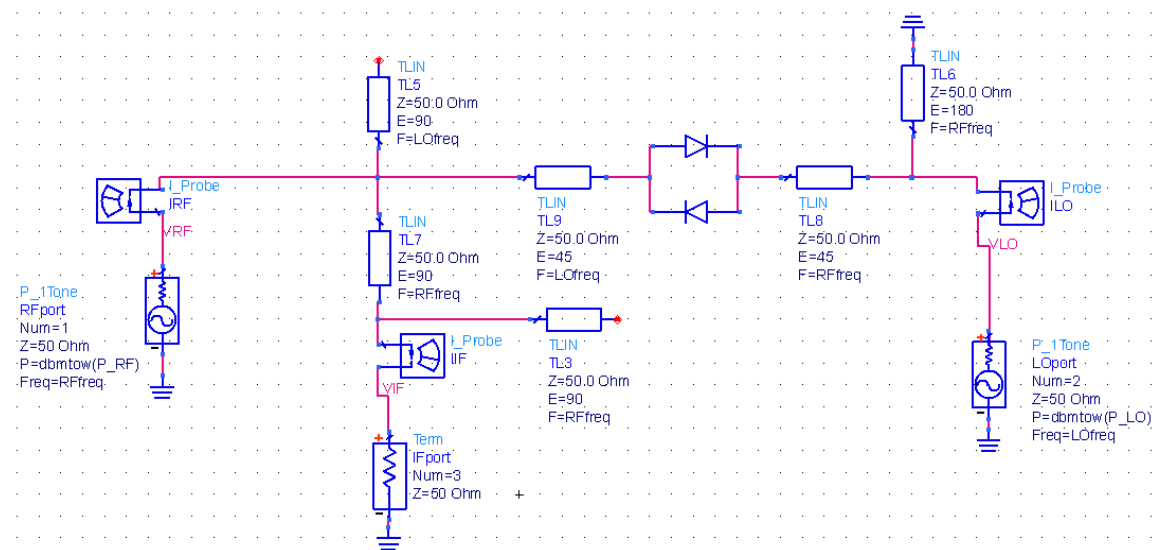 TLIN
TL5
Z=50.0 Ohm
E=90
F=LOfreq
TLIN
TL6
Z=50.0 Ohm
E=180
F=RFfreq
I_Probe
IRF
VRF
TLIN
TL9
Z=50.0 Ohm
E=45
F=LOfreq
TLIN
TL8
Z=50.0 Ohm
E=45
F=RFfreq
I_Probe
ILO
VLO
TLIN
TL7
Z=50.0 Ohm
E=90
F=RFfreq
P_1Tone
RFport
Num=1
Z=50 Ohm
P=dbmtow(P_RF)
Freq=RFfreq
I_Probe
IIF
VIF
TLIN
TL3
Z=50.0 Ohm
E=90
F=RFfreq
P_1Tone
LOport
Num=2
Z=50 Ohm
P=dbmtow(P_LO)
Freq=LOfreq
Term
IFport
Num=3
Z=50 Ohm